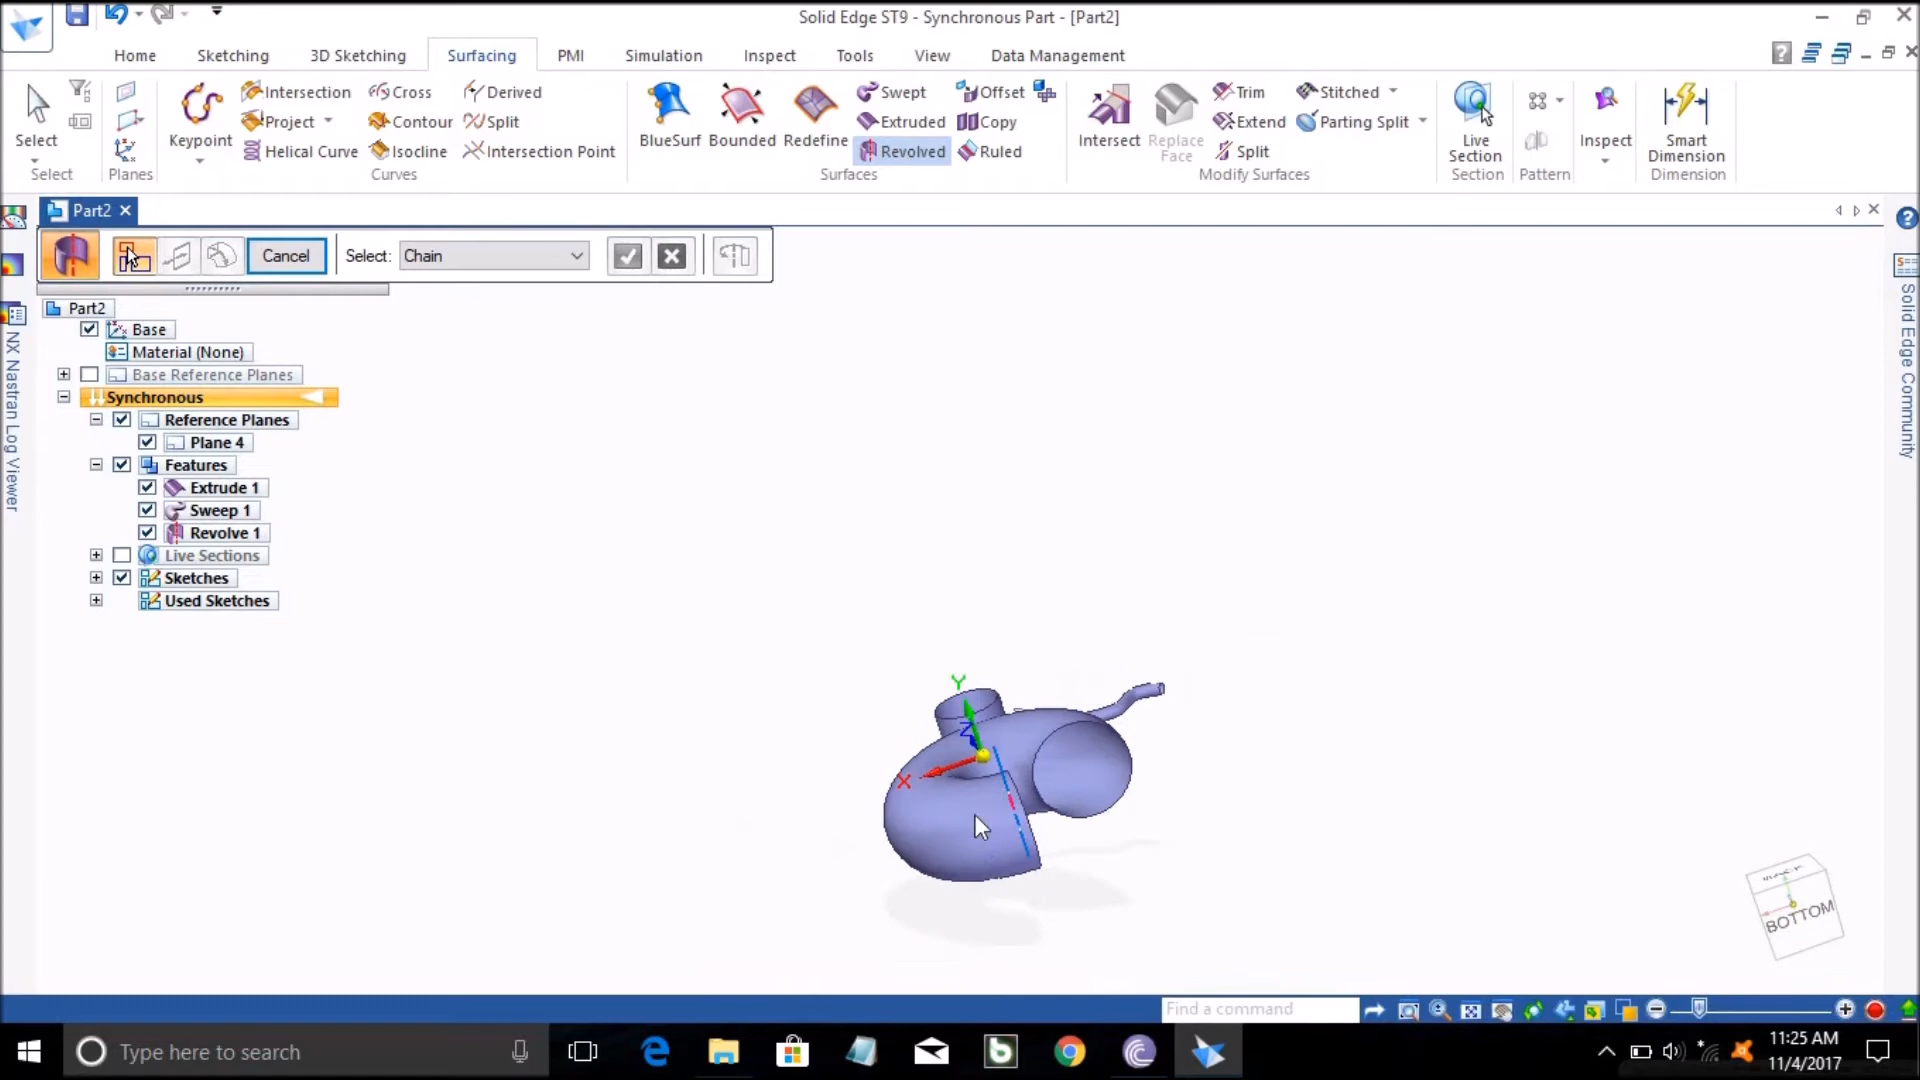 Solid Edge ST9 - Synchronous Part - [Part2]
Home Sketching 3D Sketching Surfacing PMI Simulation Inspect Tools View Data Management
Intersection Cross Derived Swept Offset Trim Stitched
Project Contour Split Extruded Copy Extend Parting Split
Select Keypoint Helical Curve Isocline Intersection Point BlueSurf Bounded Redefine Revolved Ruled Intersect Replace Face Split Live Section Inspect Smart Dimension
Select Planes Curves Surfaces Modify Surfaces Section Pattern Dimension
Part2
Cancel Select: Chain
Part2
Base
Material (None)
Base Reference Planes
Synchronous
Reference Planes
Plane 4
Features
Extrude 1
Sweep 1
Revolve 1
Live Sections
Sketches
Used Sketches
NX Nastran Log Viewer
Solid Edge Community
Y
Z
X
BOTTOM
Find a command
Type here to search
11:25 AM
11/4/2017